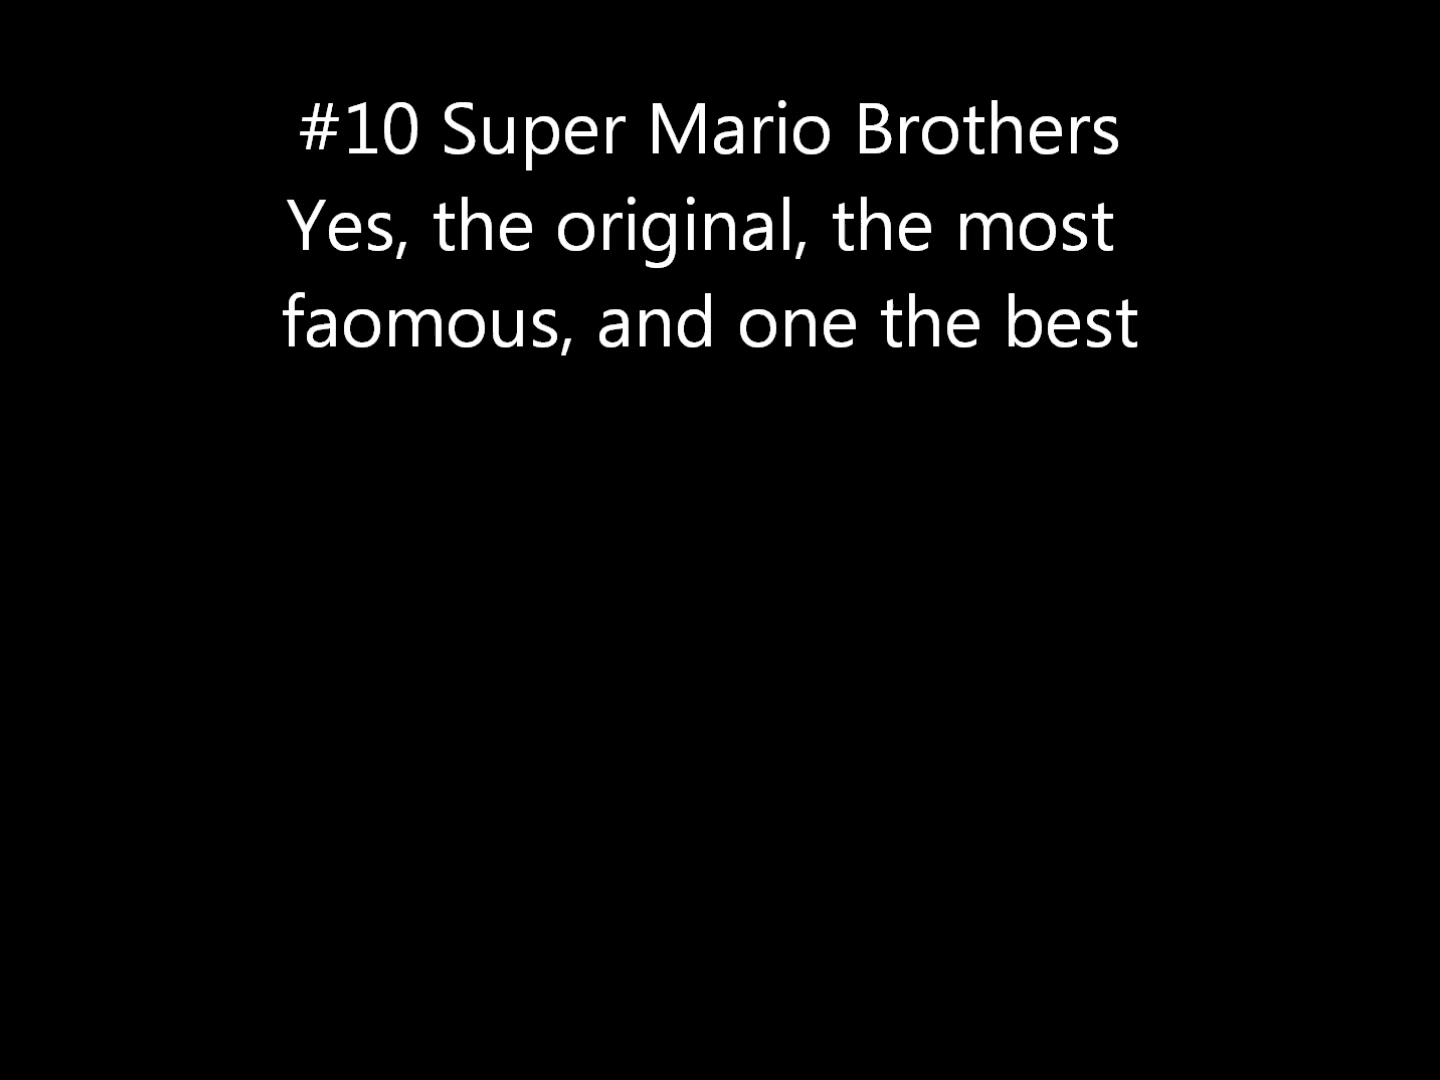 #10 Super Mario Brothers
Yes, the original, the most
faomous, and one the best